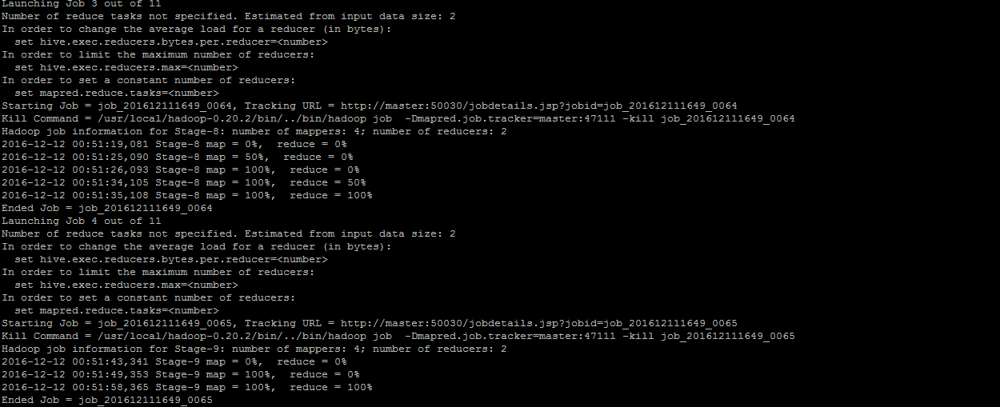 Launching Job 3 out of 11
Number of reduce tasks not specified. Estimated from input data size: 2
In order to change the average load for a reducer (in bytes):
  set hive.exec.reducers.bytes.per.reducer=<number>
In order to limit the maximum number of reducers:
  set hive.exec.reducers.max=<number>
In order to set a constant number of reducers:
  set mapred.reduce.tasks=<number>
Starting Job = job_201612111649_0064, Tracking URL = http://master:50030/jobdetails.jsp?jobid=job_201612111649_0064
Kill Command = /usr/local/hadoop-0.20.2/bin/../bin/hadoop job  -Dmapred.job.tracker=master:47111 -kill job_201612111649_0064
Hadoop job information for Stage-8: number of mappers: 4; number of reducers: 2
2016-12-12 00:51:19,081 Stage-8 map = 0%,  reduce = 0%
2016-12-12 00:51:25,090 Stage-8 map = 50%,  reduce = 0%
2016-12-12 00:51:26,093 Stage-8 map = 100%,  reduce = 0%
2016-12-12 00:51:34,105 Stage-8 map = 100%,  reduce = 50%
2016-12-12 00:51:35,108 Stage-8 map = 100%,  reduce = 100%
Ended Job = job_201612111649_0064
Launching Job 4 out of 11
Number of reduce tasks not specified. Estimated from input data size: 2
In order to change the average load for a reducer (in bytes):
  set hive.exec.reducers.bytes.per.reducer=<number>
In order to limit the maximum number of reducers:
  set hive.exec.reducers.max=<number>
In order to set a constant number of reducers:
  set mapred.reduce.tasks=<number>
Starting Job = job_201612111649_0065, Tracking URL = http://master:50030/jobdetails.jsp?jobid=job_201612111649_0065
Kill Command = /usr/local/hadoop-0.20.2/bin/../bin/hadoop job  -Dmapred.job.tracker=master:47111 -kill job_201612111649_0065
Hadoop job information for Stage-9: number of mappers: 4; number of reducers: 2
2016-12-12 00:51:43,341 Stage-9 map = 0%,  reduce = 0%
2016-12-12 00:51:49,353 Stage-9 map = 100%,  reduce = 0%
2016-12-12 00:51:58,365 Stage-9 map = 100%,  reduce = 100%
Ended Job = job_201612111649_0065